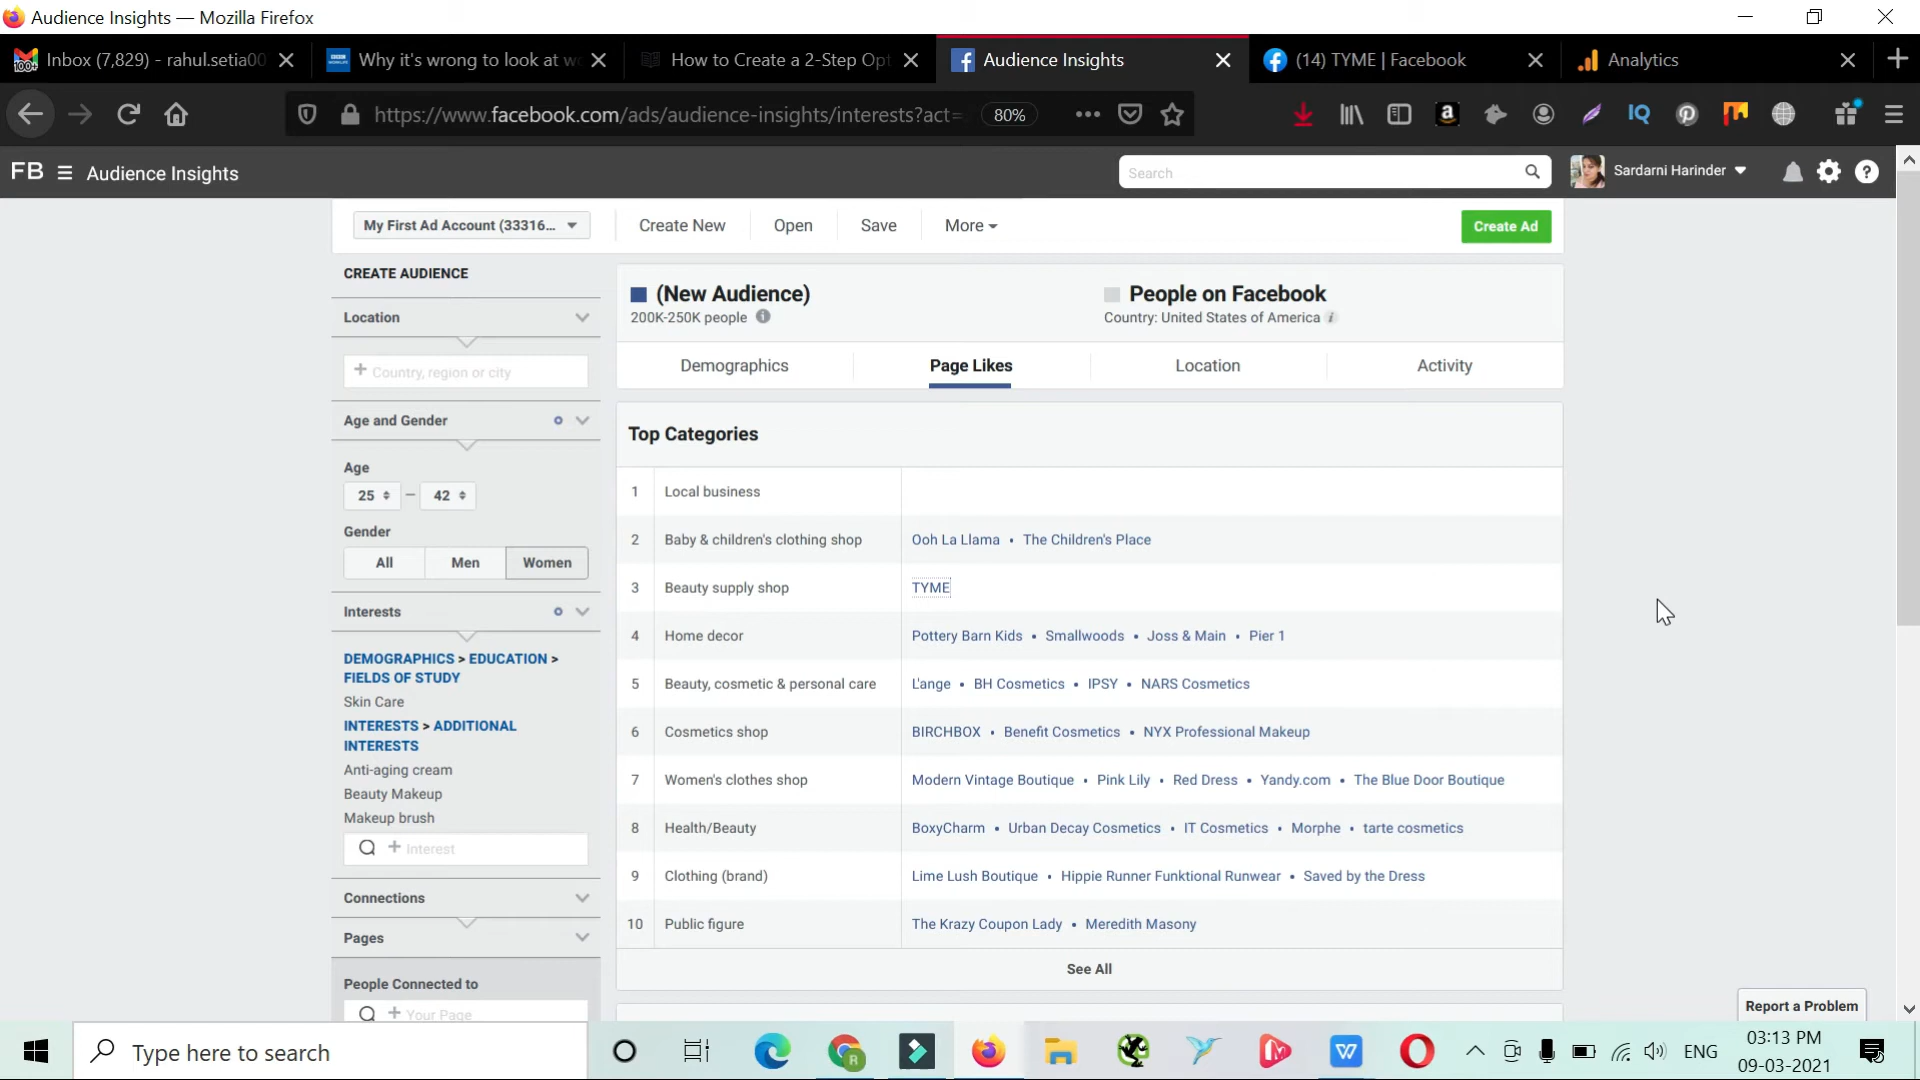 Audience Insights — Mozilla Firefox
Inbox (7,829) - rahul.setia00
Why it's wrong to look at wo
How to Create a 2-Step Opt
Audience Insights
(14) TYME | Facebook
Analytics
https://www.facebook.com/ads/audience-insights/interests?act=
80%
FB
Audience Insights
Search
Sardarni Harinder
My First Ad Account (33316...
Create New
Open
Save
More
Create Ad
CREATE AUDIENCE
Location
+ Country, region or city
Age and Gender
Age
25 – 42
Gender
All
Men
Women
Interests
DEMOGRAPHICS > EDUCATION >
FIELDS OF STUDY
Skin Care
INTERESTS > ADDITIONAL
INTERESTS
Anti-aging cream
Beauty Makeup
Makeup brush
+ Interest
Connections
Pages
People Connected to
+ Your Page
(New Audience)
200K-250K people
People on Facebook
Country: United States of America
Demographics
Page Likes
Location
Activity
Top Categories
1 Local business
2 Baby & children's clothing shop Ooh La Llama • The Children's Place
3 Beauty supply shop TYME
4 Home decor Pottery Barn Kids • Smallwoods • Joss & Main • Pier 1
5 Beauty, cosmetic & personal care L'ange • BH Cosmetics • IPSY • NARS Cosmetics
6 Cosmetics shop BIRCHBOX • Benefit Cosmetics • NYX Professional Makeup
7 Women's clothes shop Modern Vintage Boutique • Pink Lily • Red Dress • Yandy.com • The Blue Door Boutique
8 Health/Beauty BoxyCharm • Urban Decay Cosmetics • IT Cosmetics • Morphe • tarte cosmetics
9 Clothing (brand) Lime Lush Boutique • Hippie Runner Funktional Runwear • Saved by the Dress
10 Public figure The Krazy Coupon Lady • Meredith Masony
See All
Report a Problem
Type here to search
ENG
03:13 PM
09-03-2021